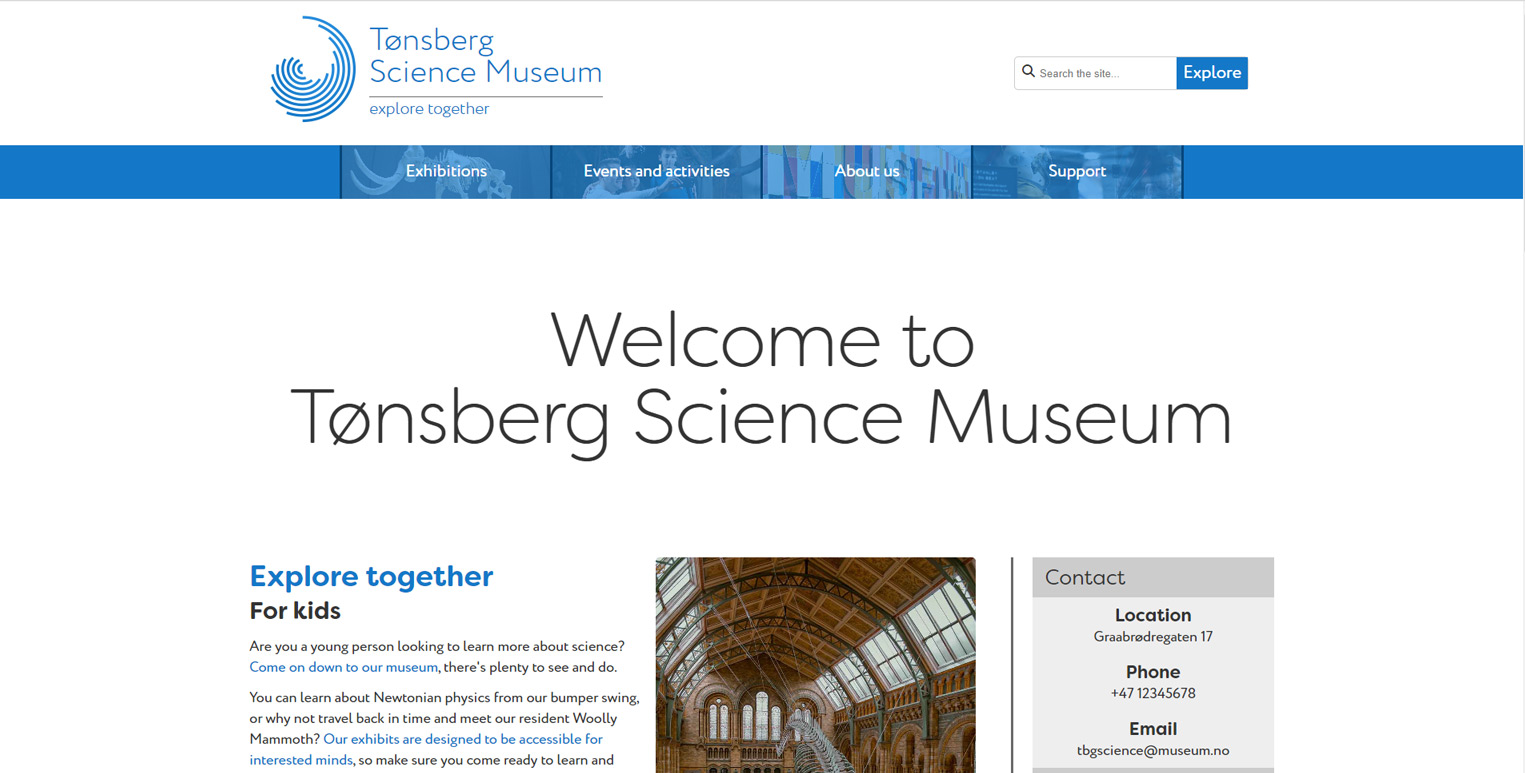 Tønsberg
Science Museum
explore together
Search the site...
Explore
Exhibitions
Events and activities
About us
Support
Welcome to
Tønsberg Science Museum
Explore together
For kids
Are you a young person looking to learn more about science?
Come on down to our museum, there's plenty to see and do.
You can learn about Newtonian physics from our bumper swing,
or why not travel back in time and meet our resident Woolly
Mammoth? Our exhibits are designed to be accessible for
interested minds, so make sure you come ready to learn and
Contact
Location
Graabrødregaten 17
Phone
+47 12345678
Email
tbgscience@museum.no